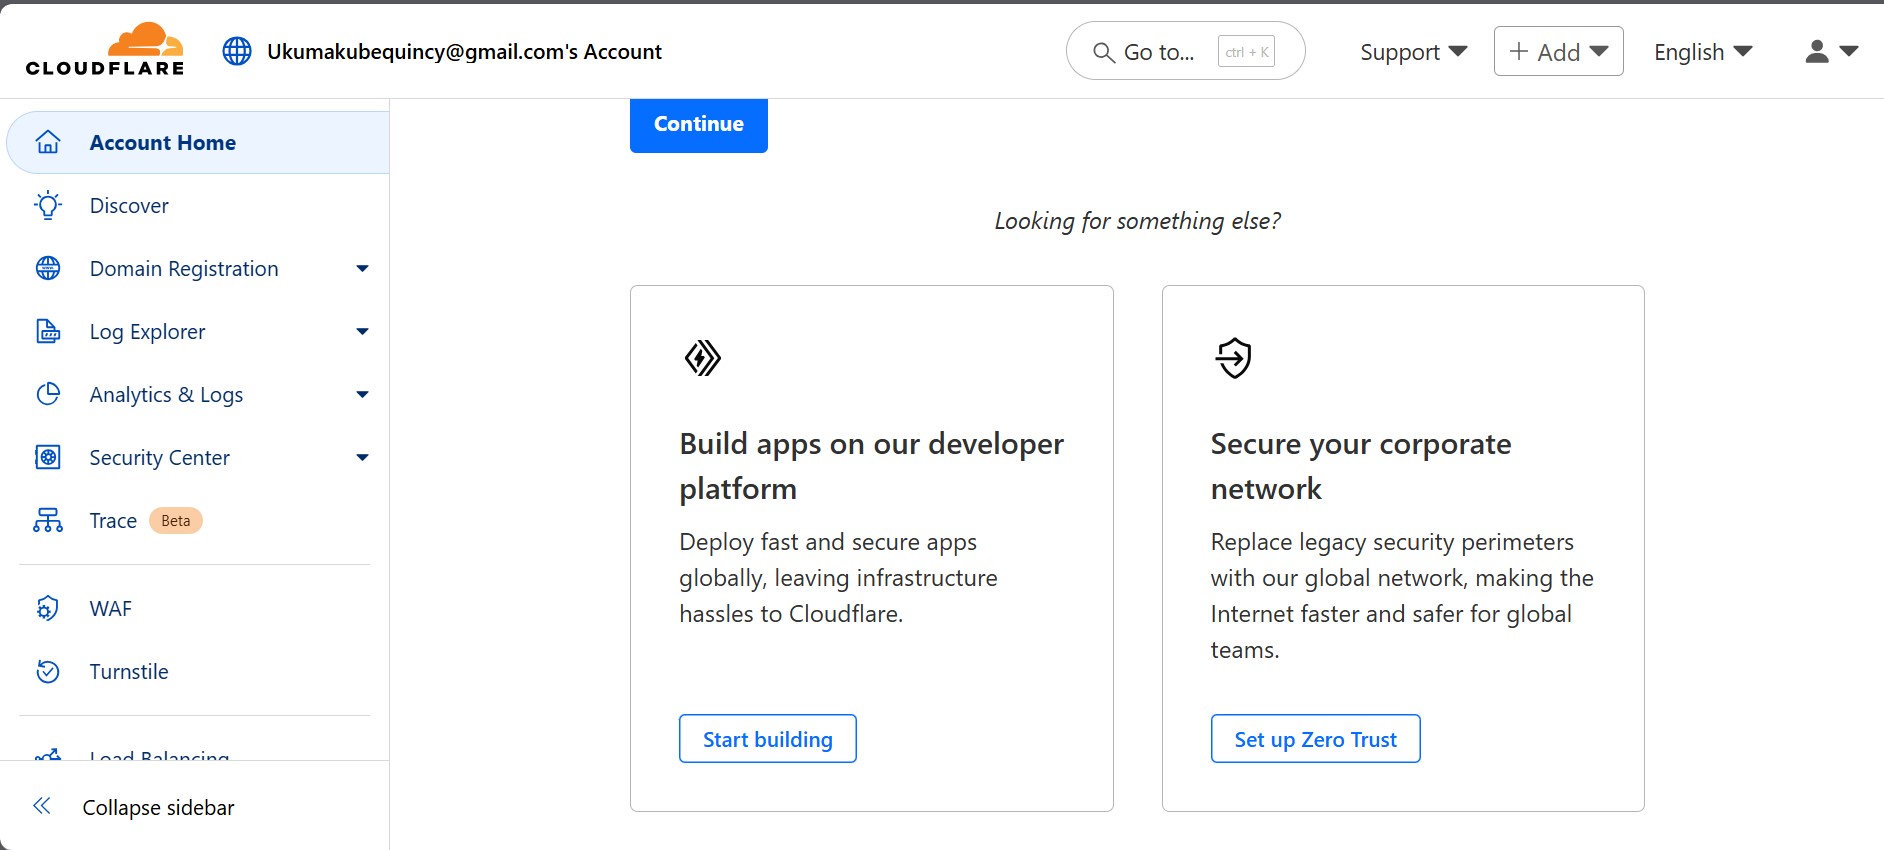 CLOUDFLARE
Ukumakubequincy@gmail.com's Account
Go to... ctrl + K
Support
+ Add
English
Account Home
Discover
Domain Registration
Log Explorer
Analytics & Logs
Security Center
Trace Beta
WAF
Turnstile
Load Balancing
Collapse sidebar
Continue
Looking for something else?
Build apps on our developer
platform
Deploy fast and secure apps
globally, leaving infrastructure
hassles to Cloudflare.
Start building
Secure your corporate
network
Replace legacy security perimeters
with our global network, making the
Internet faster and safer for global
teams.
Set up Zero Trust